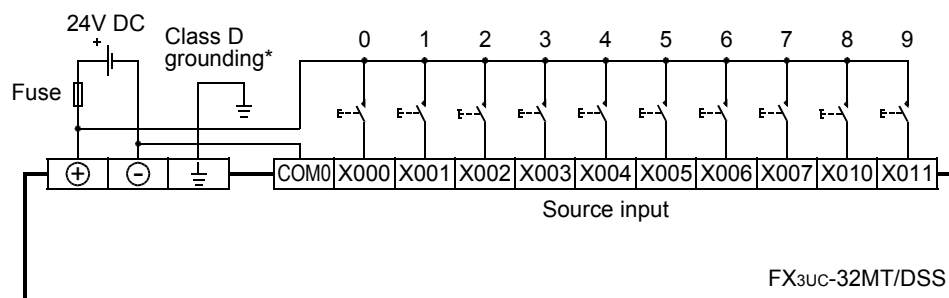 24V DC
+
Class D
grounding*
Fuse
0 1 2 3 4 5 6 7 8 9
+ - COM0 X000 X001 X002 X003 X004 X005 X006 X007 X010 X011
Source input
FX3UC-32MT/DSS